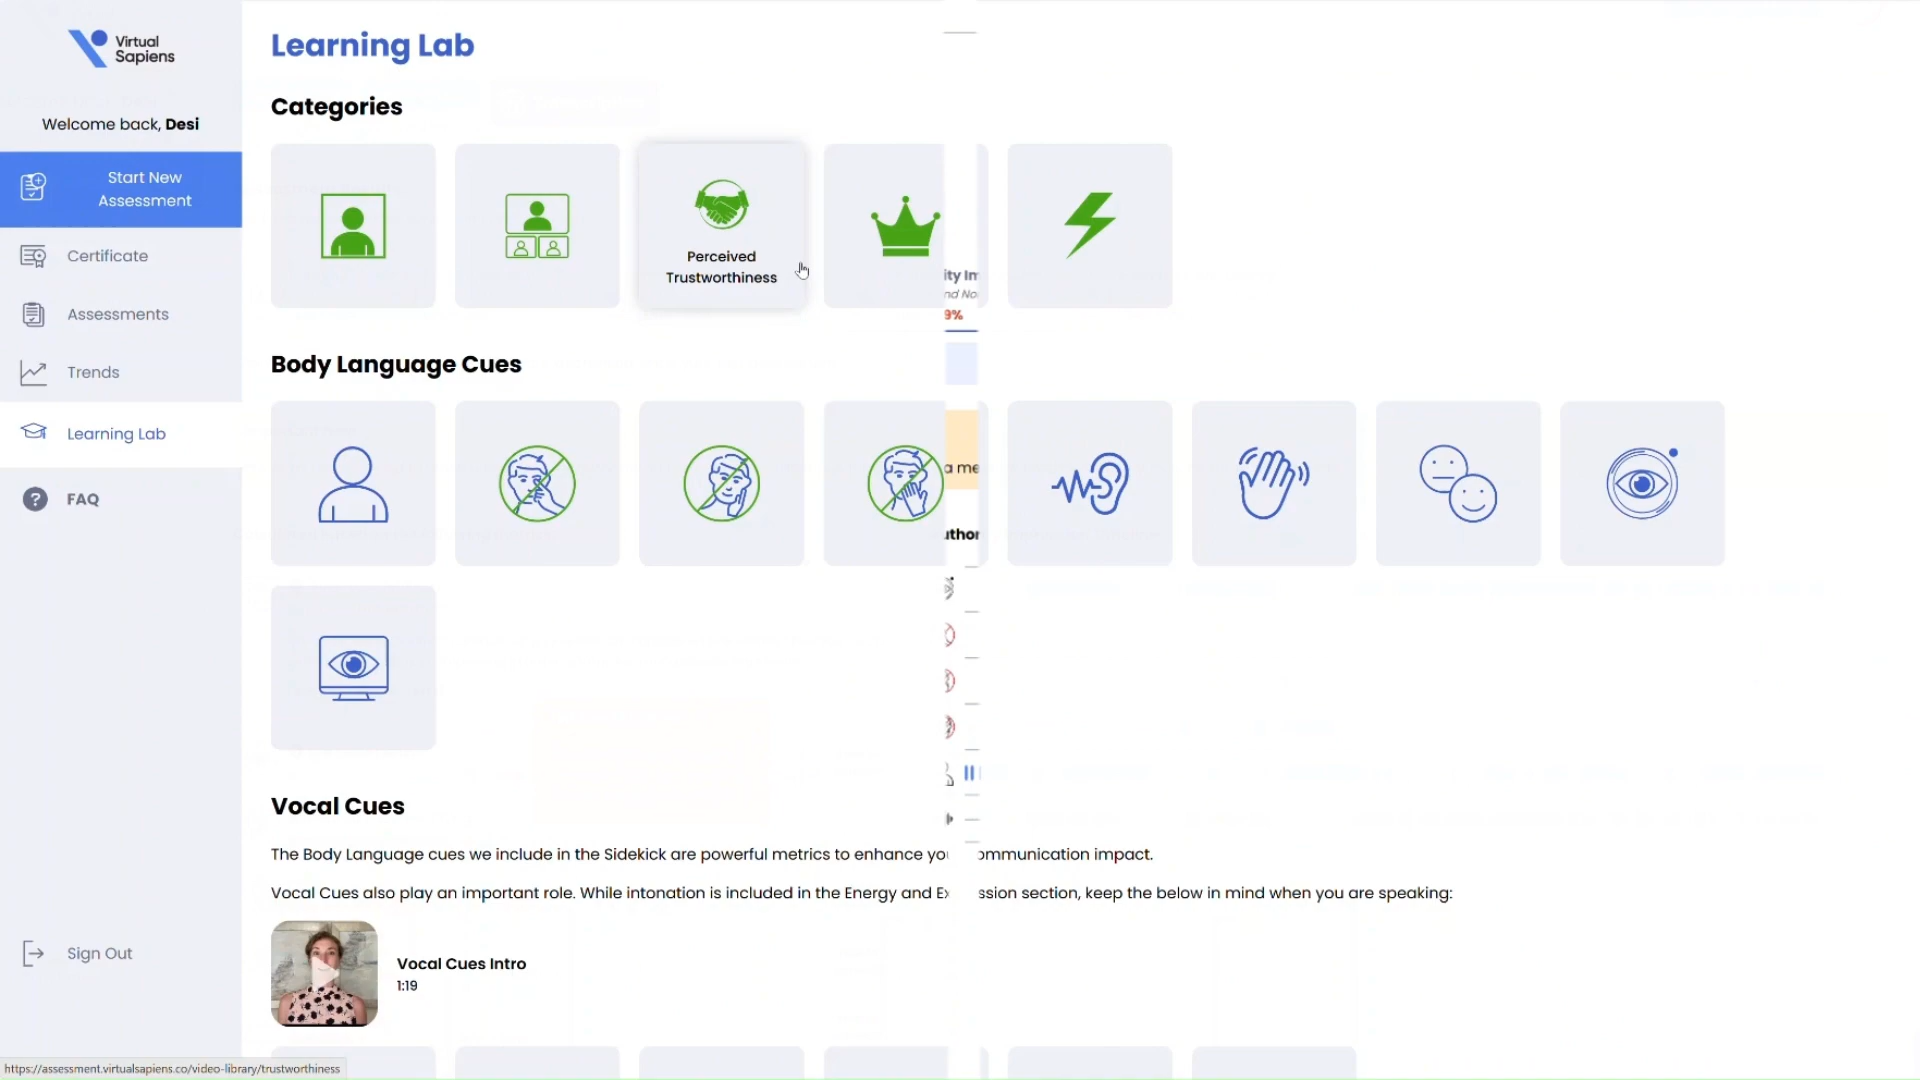 Virtual
Sapiens
Welcome back, Desi
Start New
Assessment
Certificate
Assessments
Trends
Learning Lab
FAQ
Sign Out
Learning Lab
Categories
Perceived
Trustworthiness
9%
Body Language Cues
Vocal Cues
The Body Language cues we include in the Sidekick are powerful metrics to enhance yo ommunication impact.
Vocal Cues also play an important role. While intonation is included in the Energy and Ex ssion section, keep the below in mind when you are speaking:
Vocal Cues Intro
1:19
https://assessment.virtualsapiens.co/video-library/trustworthiness